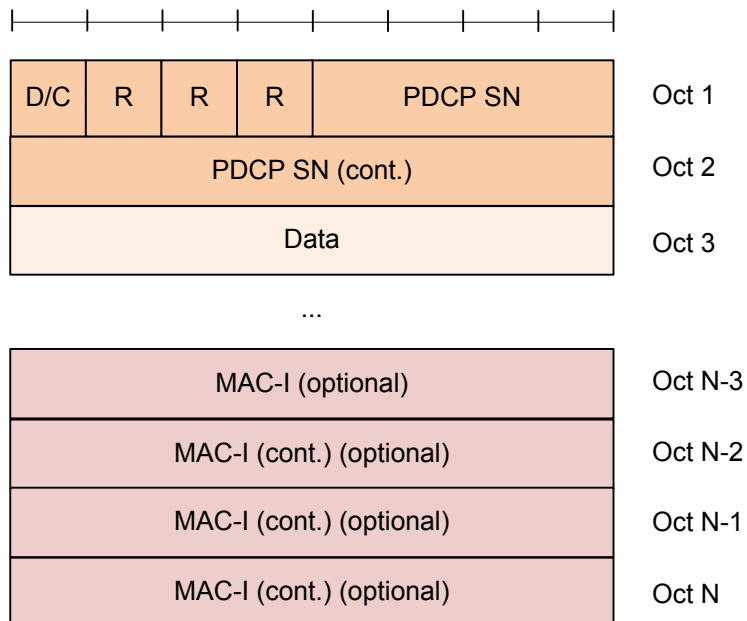 D/C R R R PDCP SN Oct 1
PDCP SN (cont.) Oct 2
Data Oct 3
...
MAC-I (optional) Oct N-3
MAC-I (cont.) (optional) Oct N-2
MAC-I (cont.) (optional) Oct N-1
MAC-I (cont.) (optional) Oct N